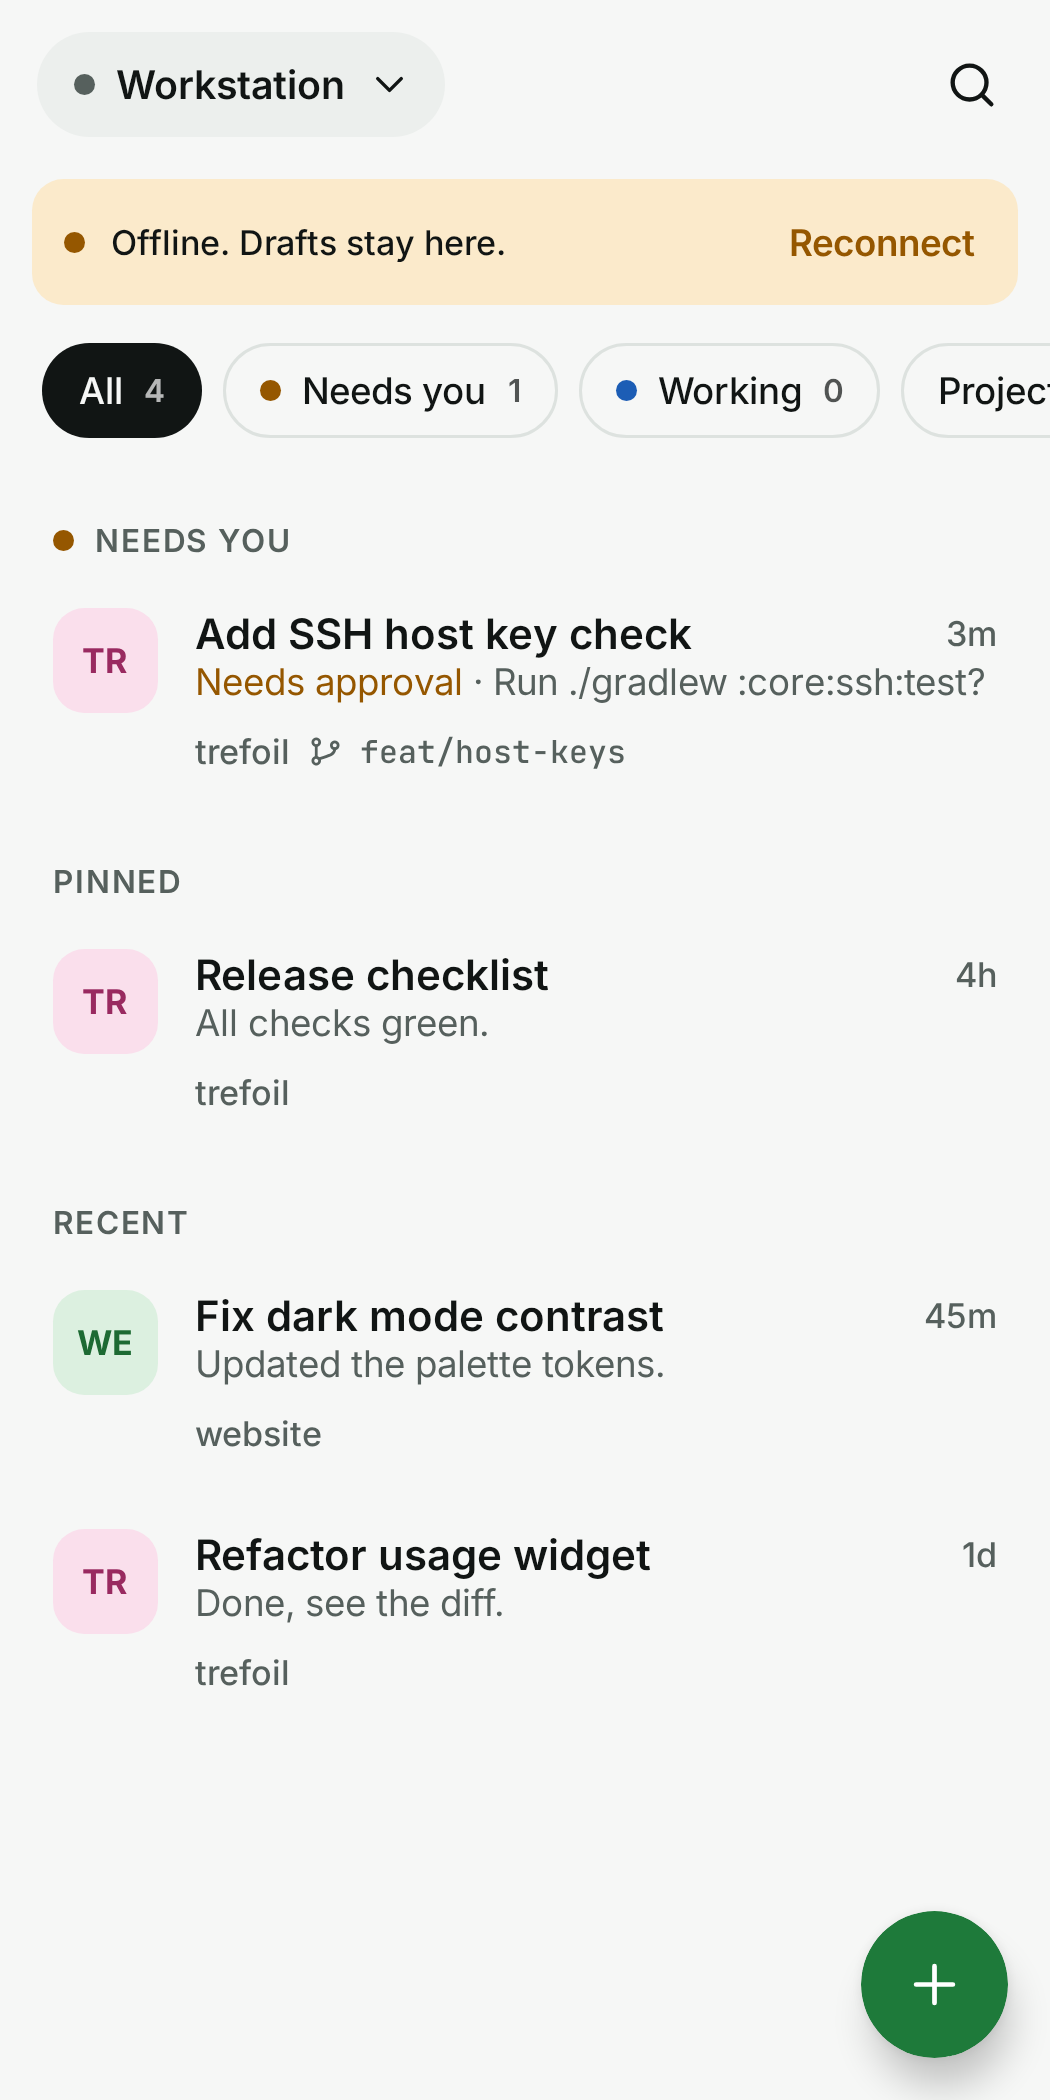 Workstation
Offline. Drafts stay here. Reconnect
All 4 Needs you 1 Working 0 Project
NEEDS YOU
TR Add SSH host key check 3m
Needs approval · Run ./gradlew :core:ssh:test?
trefoil feat/host-keys
PINNED
TR Release checklist 4h
All checks green.
trefoil
RECENT
WE Fix dark mode contrast 45m
Updated the palette tokens.
website
TR Refactor usage widget 1d
Done, see the diff.
trefoil